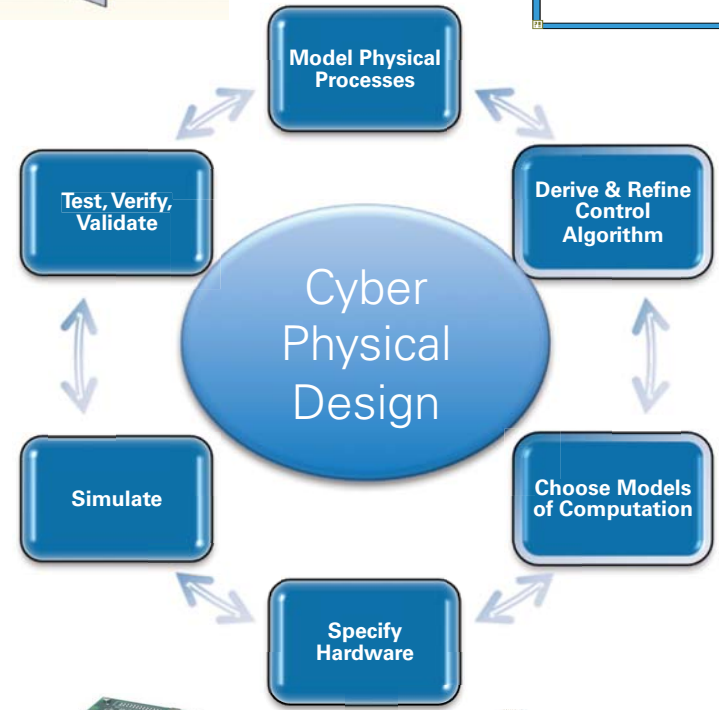 Model Physical
Processes
Derive & Refine
Control
Algorithm
Choose Models
of Computation
Specify
Hardware
Simulate
Test, Verify,
Validate
Cyber
Physical
Design